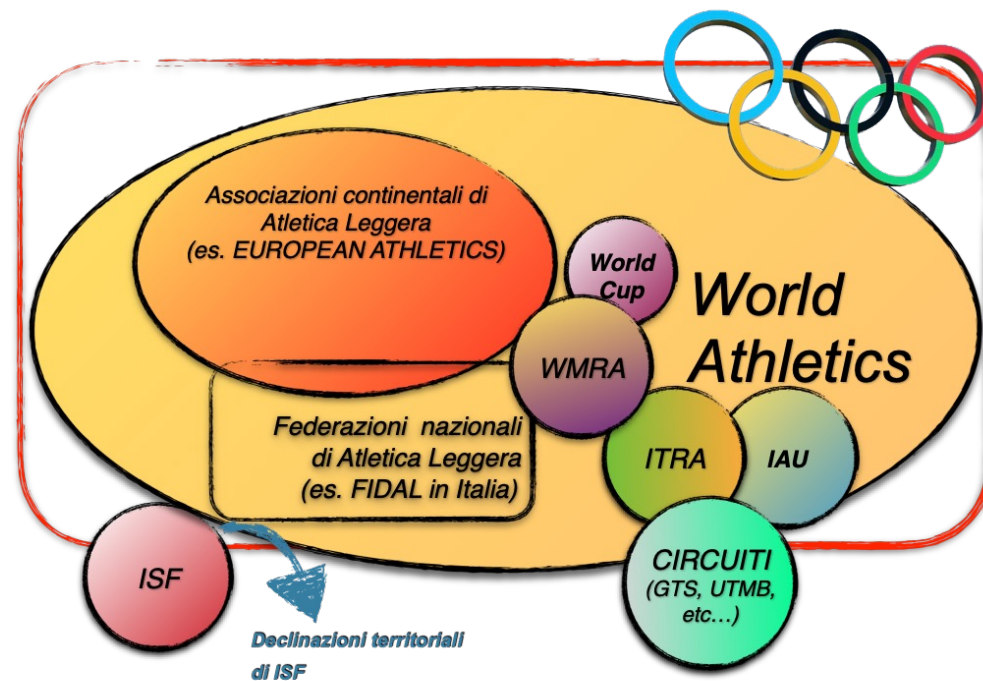 Associazioni continentali di
Atletica Leggera
(es. EUROPEAN ATHLETICS)
World
Cup
World
Athletics
WMRA
Federazioni nazionali
di Atletica Leggera
(es. FIDAL in Italia)
ITRA
IAU
ISF
CIRCUITI
(GTS, UTMB,
etc...)
Declinazioni territoriali
di ISF